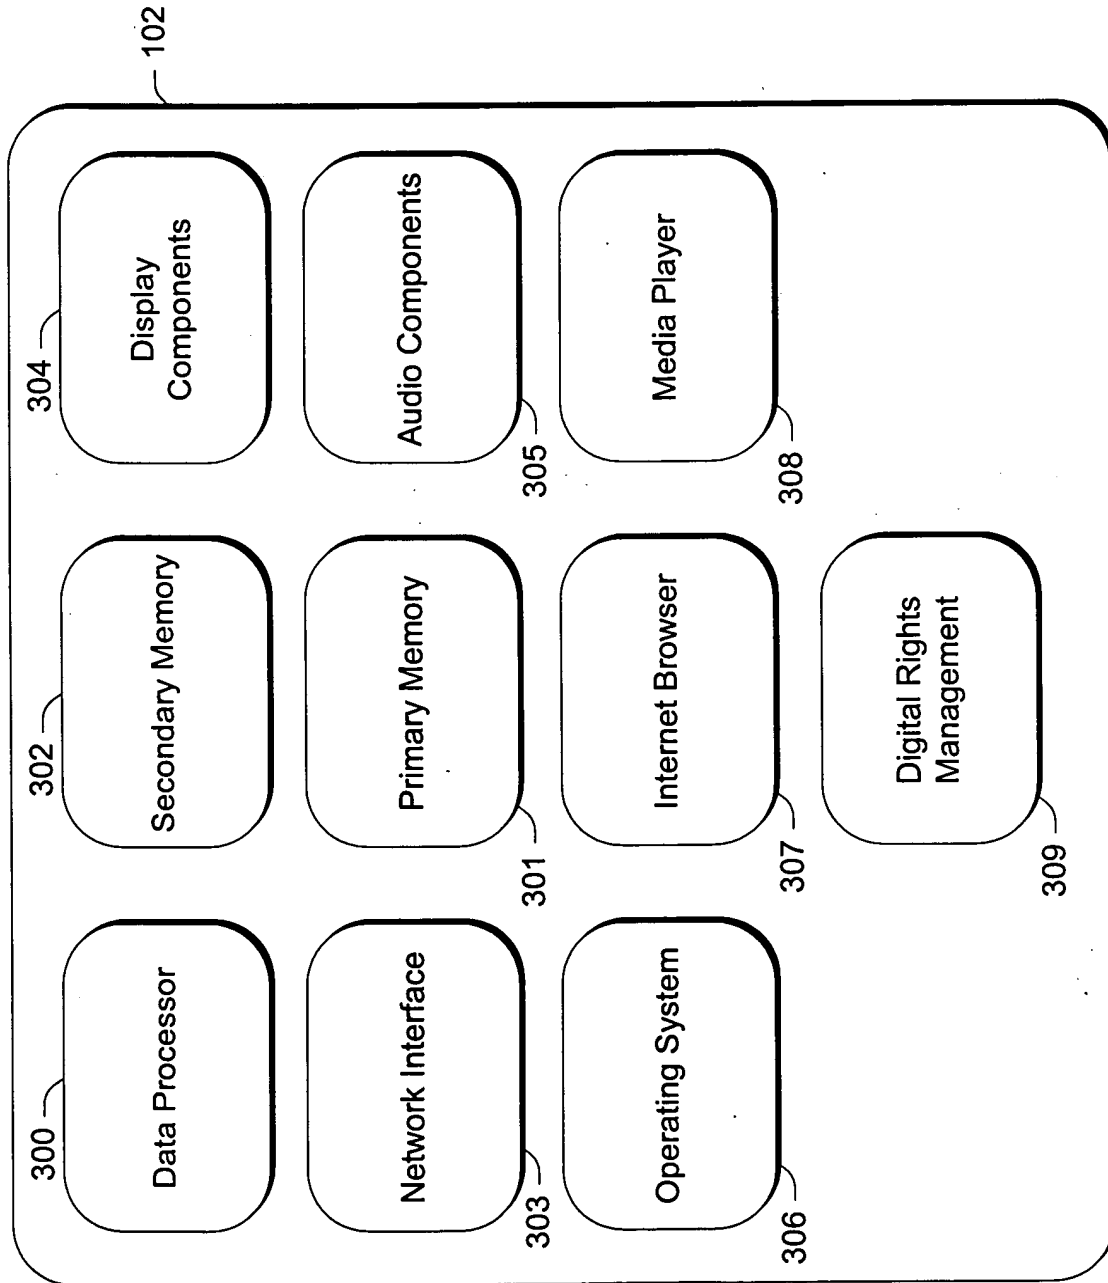 102
300
302
304
Data Processor
Secondary Memory
Display
Components
Network Interface
Primary Memory
Audio Components
303
301
305
Operating System
Internet Browser
Media Player
306
307
308
Digital Rights
Management
309